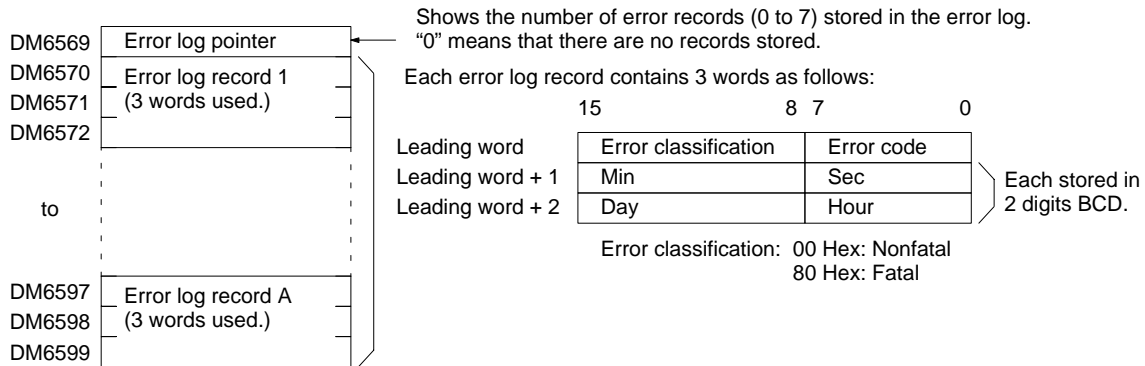 Shows the number of error records (0 to 7) stored in the error log.
“0” means that there are no records stored.
DM6569 Error log pointer
DM6570 Error log record 1
DM6571 (3 words used.)
DM6572
to
DM6597 Error log record A
DM6598 (3 words used.)
DM6599
Each error log record contains 3 words as follows:
15 8 7 0
Leading word Error classification Error code
Leading word + 1 Min Sec
Leading word + 2 Day Hour
Each stored in
2 digits BCD.
Error classification: 00 Hex: Nonfatal
80 Hex: Fatal